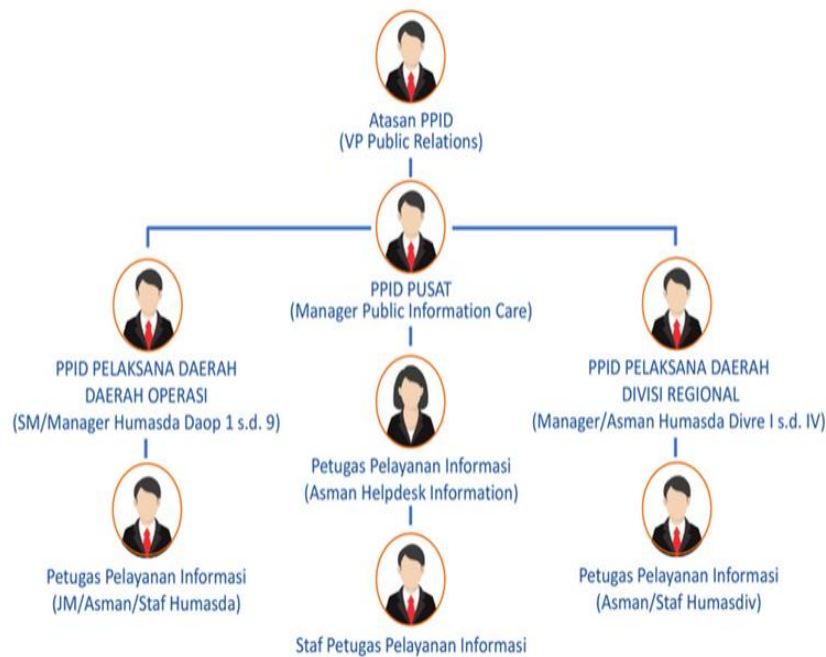 Atasan PPID
(VP Public Relations)
PPID PUSAT
(Manager Public Information Care)
PPID PELAKSANA DAERAH
DAERAH OPERASI
(SM/Manager Humasda Daop 1 s.d. 9)
PPID PELAKSANA DAERAH
DIVISI REGIONAL
(Manager/Asman Humasda Divre I s.d. IV)
Petugas Pelayanan Informasi
(Asman Helpdesk Information)
Petugas Pelayanan Informasi
(JM/Asman/Staf Humasda)
Petugas Pelayanan Informasi
(Asman/Staf Humasdiv)
Staf Petugas Pelayanan Informasi